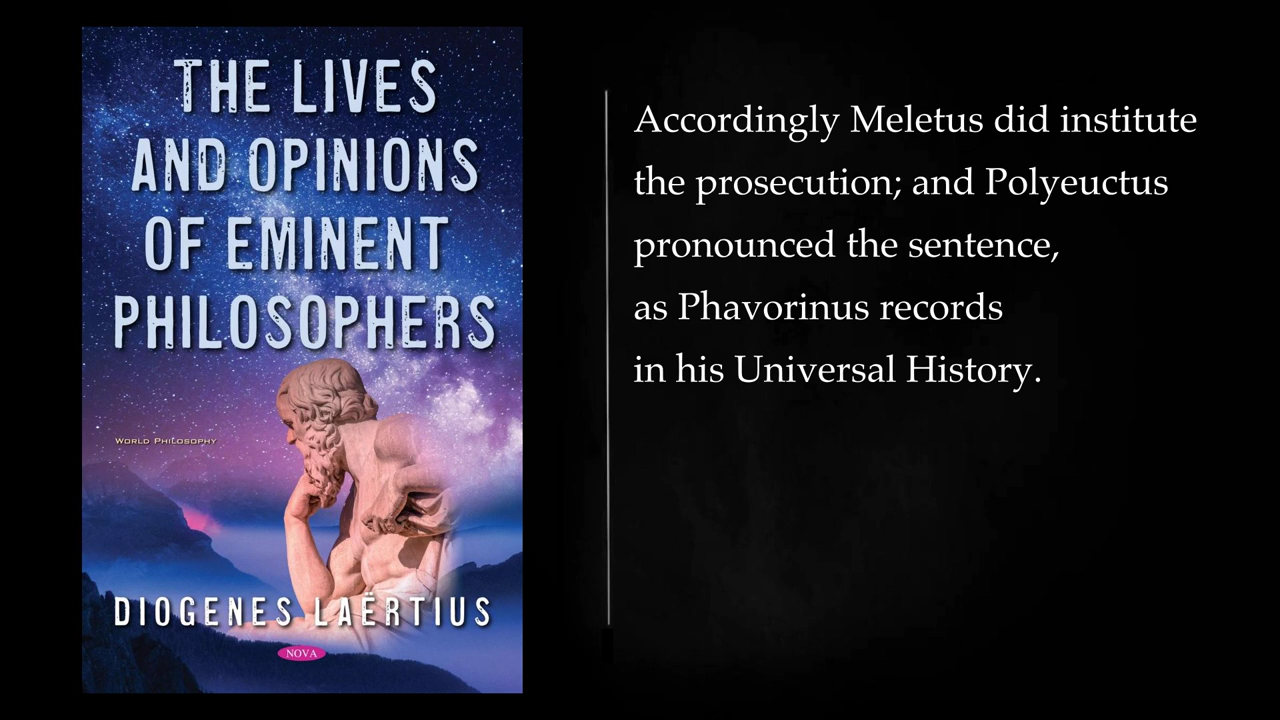 THE LIVES
AND OPINIONS
OF EMINENT
PHILOSOPHERS
WORLD PHILOSOPHY
DIOGENES LAËRTIUS
NOVA
Accordingly Meletus did institute
the prosecution; and Polyeuctus
pronounced the sentence,
as Phavorinus records
in his Universal History.